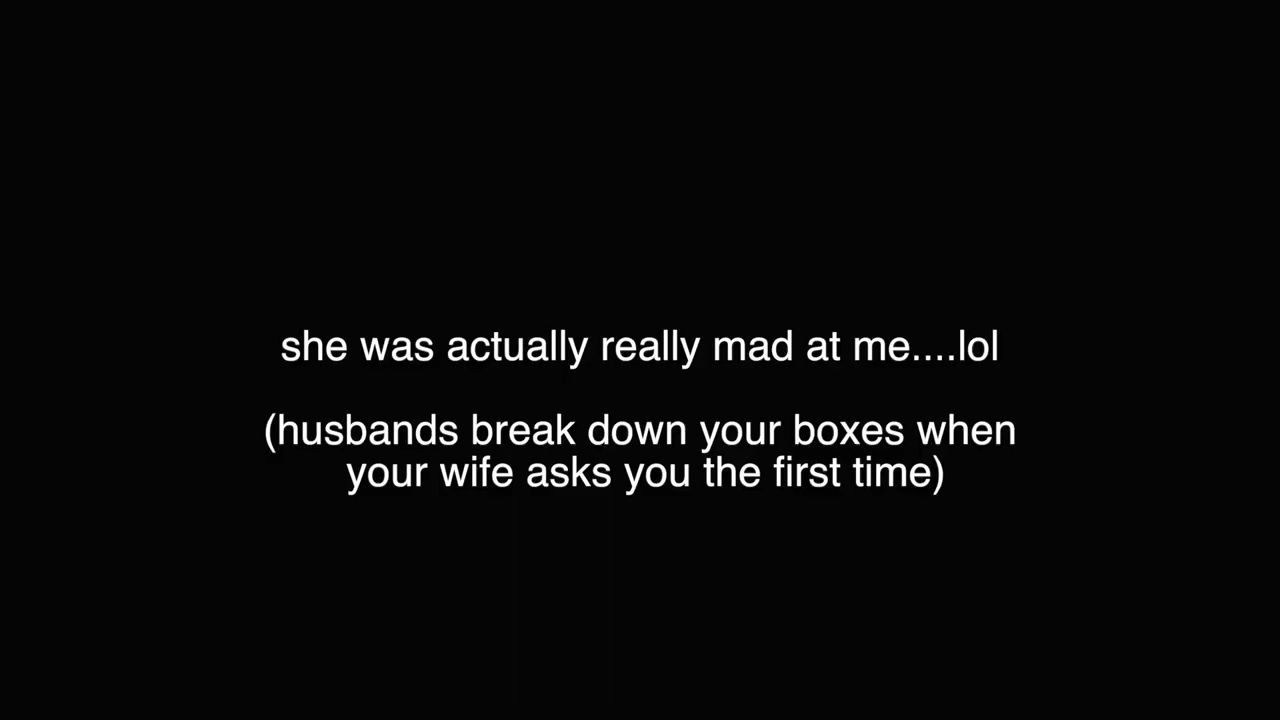 she was actually really mad at me....lol
(husbands break down your boxes when
your wife asks you the first time)